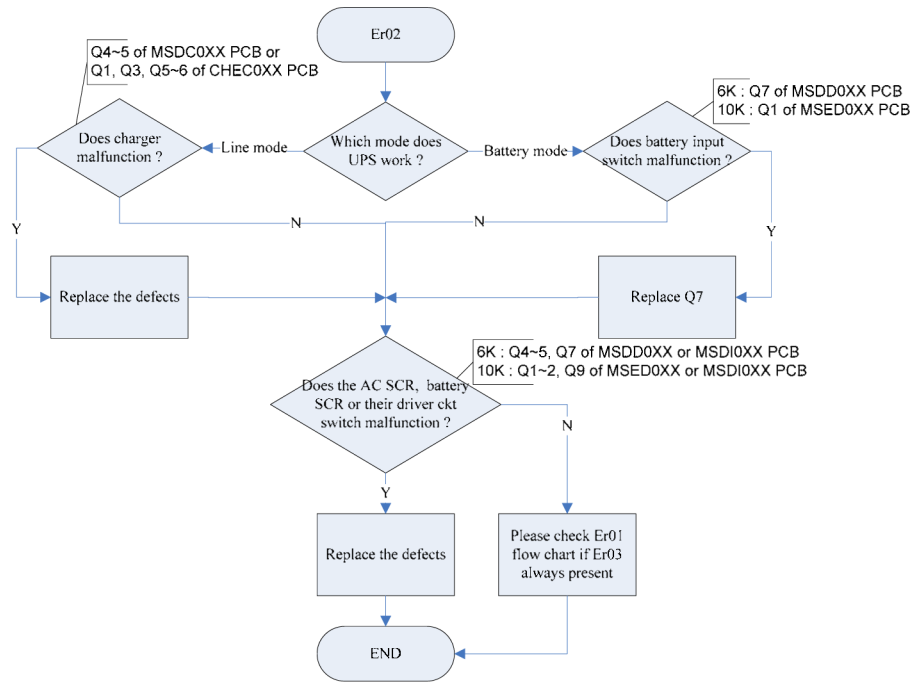 Er02
Q4~5 of MSDC0XX PCB or
Q1, Q3, Q5~6 of CHEC0XX PCB
6K : Q7 of MSDD0XX PCB
10K : Q1 of MSED0XX PCB
Does charger
malfunction ?
Line mode
Which mode does
UPS work ?
Battery mode
Does battery input
switch malfunction ?
N
N
Y
Y
Replace the defects
Replace Q7
6K : Q4~5, Q7 of MSDD0XX or MSDI0XX PCB
10K : Q1~2, Q9 of MSED0XX or MSDI0XX PCB
Does the AC SCR, battery
SCR or their driver ckt
switch malfunction ?
N
Y
Replace the defects
Please check Er01
flow chart if Er03
always present
END